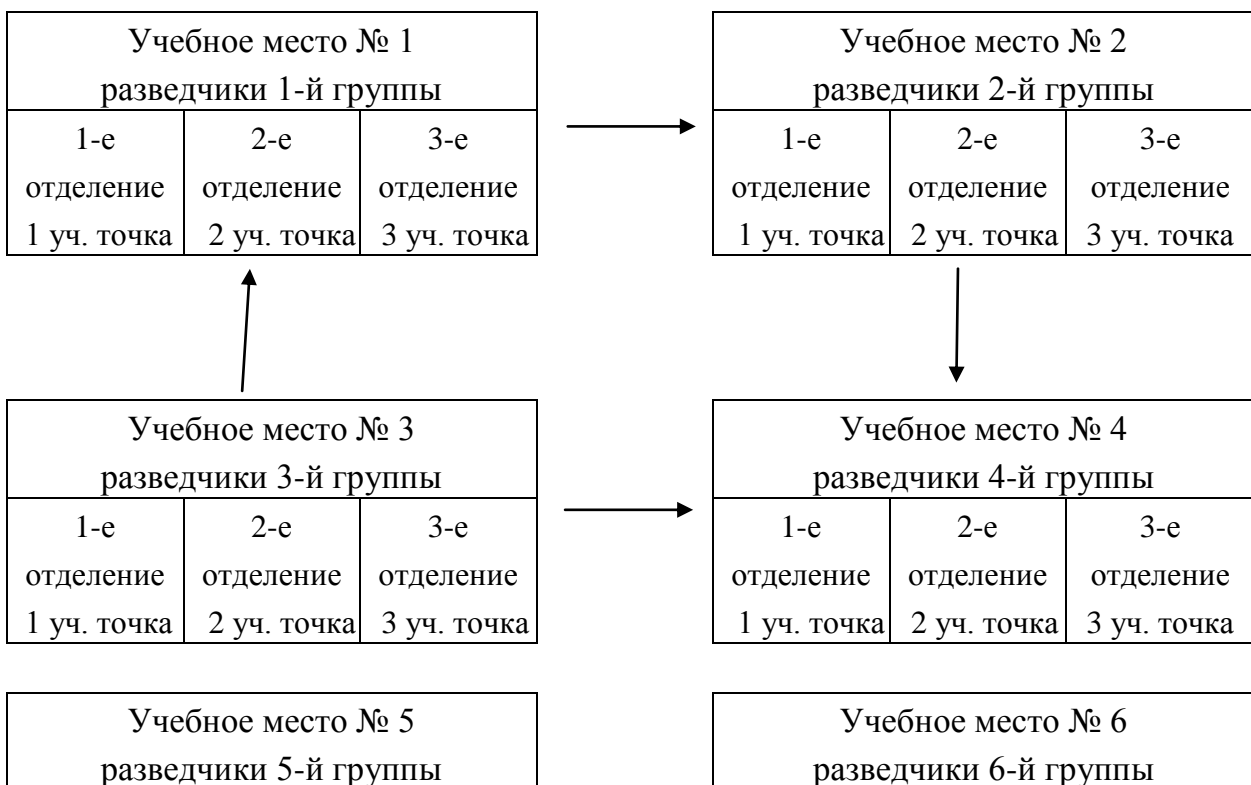 Учебное место № 1
разведчики 1-й группы
1-е 2-е 3-е
отделение отделение отделение
1 уч. точка 2 уч. точка 3 уч. точка
Учебное место № 2
разведчики 2-й группы
1-е 2-е 3-е
отделение отделение отделение
1 уч. точка 2 уч. точка 3 уч. точка
Учебное место № 3
разведчики 3-й группы
1-е 2-е 3-е
отделение отделение отделение
1 уч. точка 2 уч. точка 3 уч. точка
Учебное место № 4
разведчики 4-й группы
1-е 2-е 3-е
отделение отделение отделение
1 уч. точка 2 уч. точка 3 уч. точка
Учебное место № 5
разведчики 5-й группы
Учебное место № 6
разведчики 6-й группы